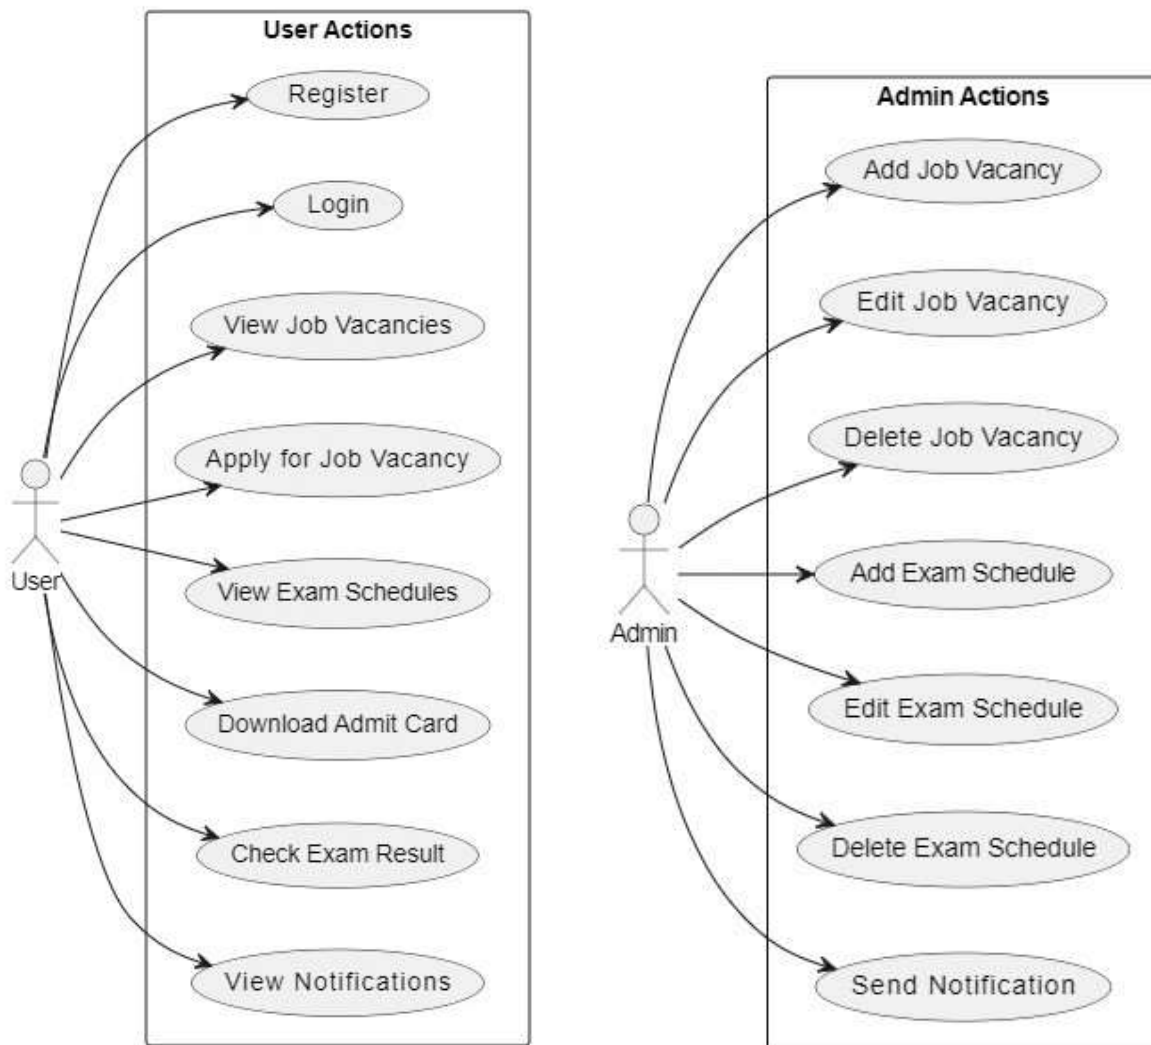 User Actions
Register
Login
View Job Vacancies
Apply for Job Vacancy
View Exam Schedules
Download Admit Card
Check Exam Result
View Notifications
User
Admin Actions
Add Job Vacancy
Edit Job Vacancy
Delete Job Vacancy
Add Exam Schedule
Edit Exam Schedule
Delete Exam Schedule
Send Notification
Admin